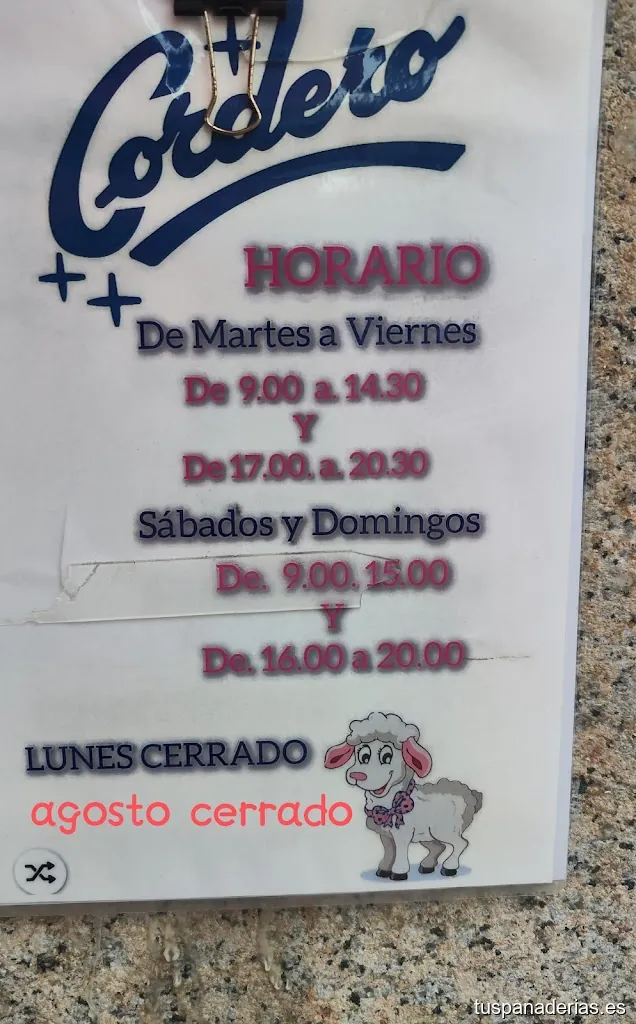 Cordero
HORARIO
De Martes a Viernes
De 9.00 a. 14.30
Y
De 17.00. a. 20.30
Sábados y Domingos
De. 9.00. 15.00
Y
De. 16.00 a 20.00
LUNES CERRADO
agosto cerrado
tuspanaderias.es